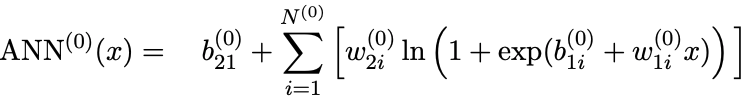 ANN^{(0)}(x) = b_{21}^{(0)} + \sum_{i=1}^{N^{(0)}} \left[ w_{2i}^{(0)} \ln \left( 1 + \exp(b_{1i}^{(0)} + w_{1i}^{(0)} x) \right) \right]